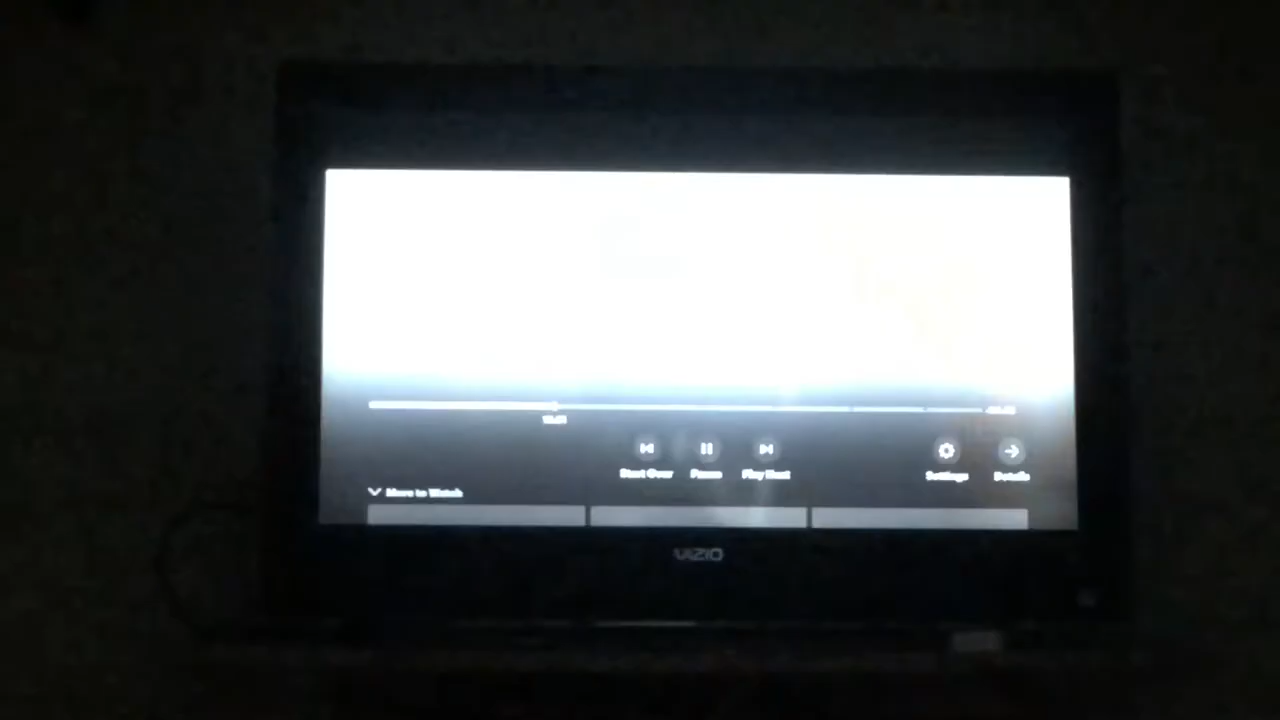 Start Over
Pause
Play Next
Settings
Details
More to Watch
VIZIO